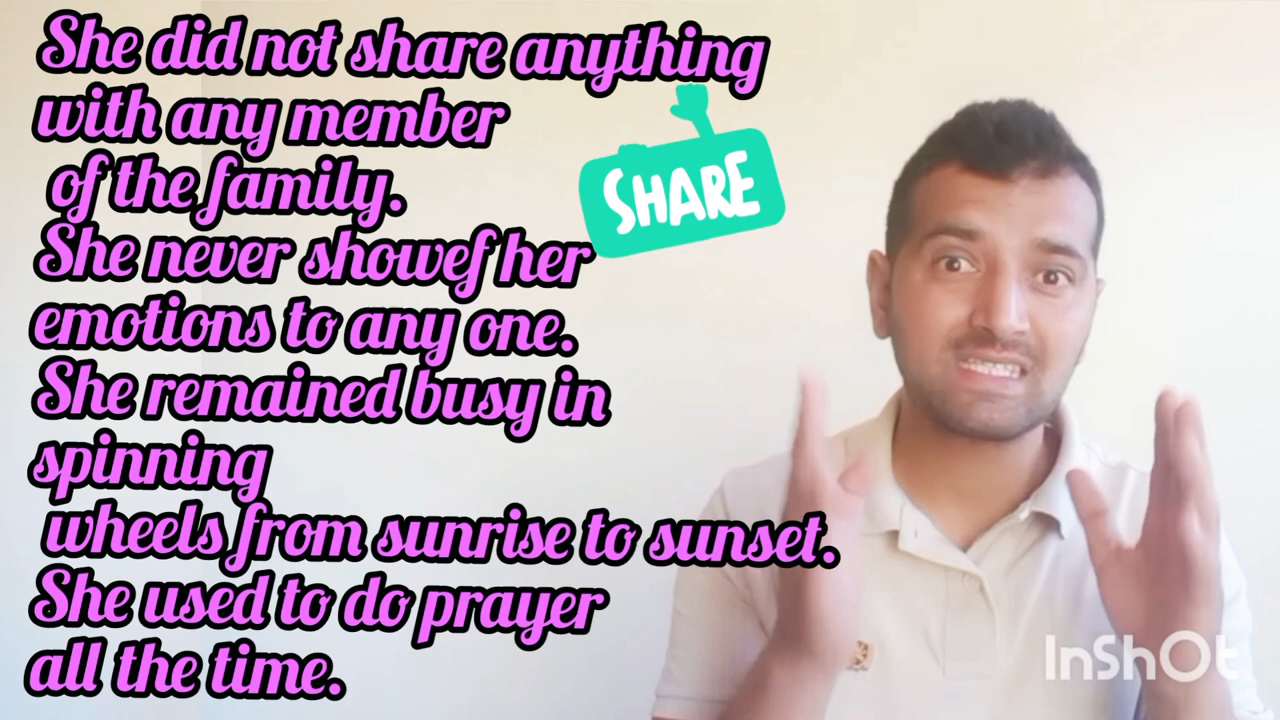 She did not share anything
with any member
of the family.
SHARE
She never showef her
emotions to any one.
She remained busy in
spinning
wheels from sunrise to sunset.
She used to do prayer
all the time.
InShOt